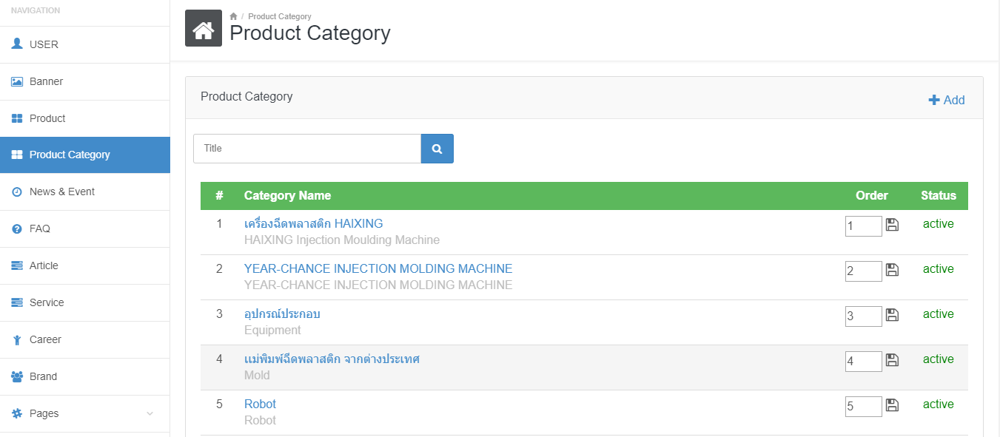 NAVIGATION
USER
Banner
Product
Product Category
News & Event
FAQ
Article
Service
Career
Brand
Pages
/ Product Category
Product Category
Product Category
Add
Title
# Category Name Order Status
1 เครื่องฉีดพลาสติก HAIXING 1 active
HAIXING Injection Moulding Machine
2 YEAR-CHANCE INJECTION MOLDING MACHINE 2 active
YEAR-CHANCE INJECTION MOLDING MACHINE
3 อุปกรณ์ประกอบ 3 active
Equipment
4 แม่พิมพ์ฉีดพลาสติก จากต่างประเทศ 4 active
Mold
5 Robot 5 active
Robot